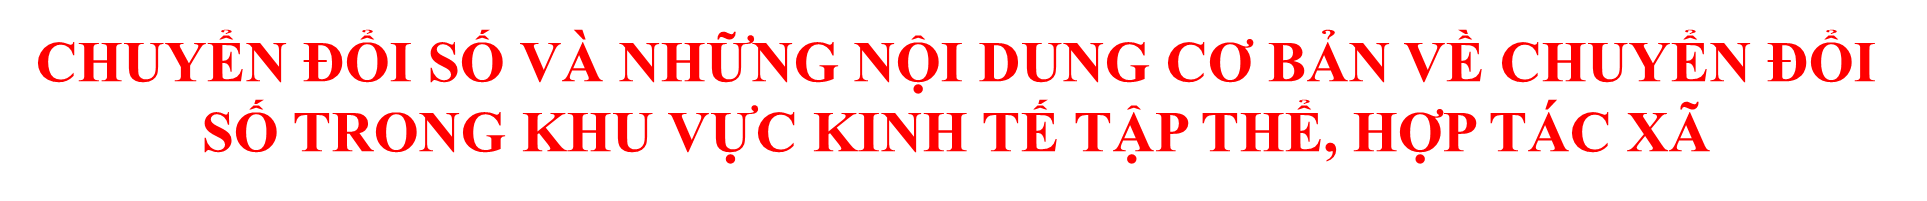 CHUYỂN ĐỔI SỐ VÀ NHỮNG NỘI DUNG CƠ BẢN VỀ CHUYỂN ĐỔI
SỐ TRONG KHU VỰC KINH TẾ TẬP THỂ, HỢP TÁC XÃ